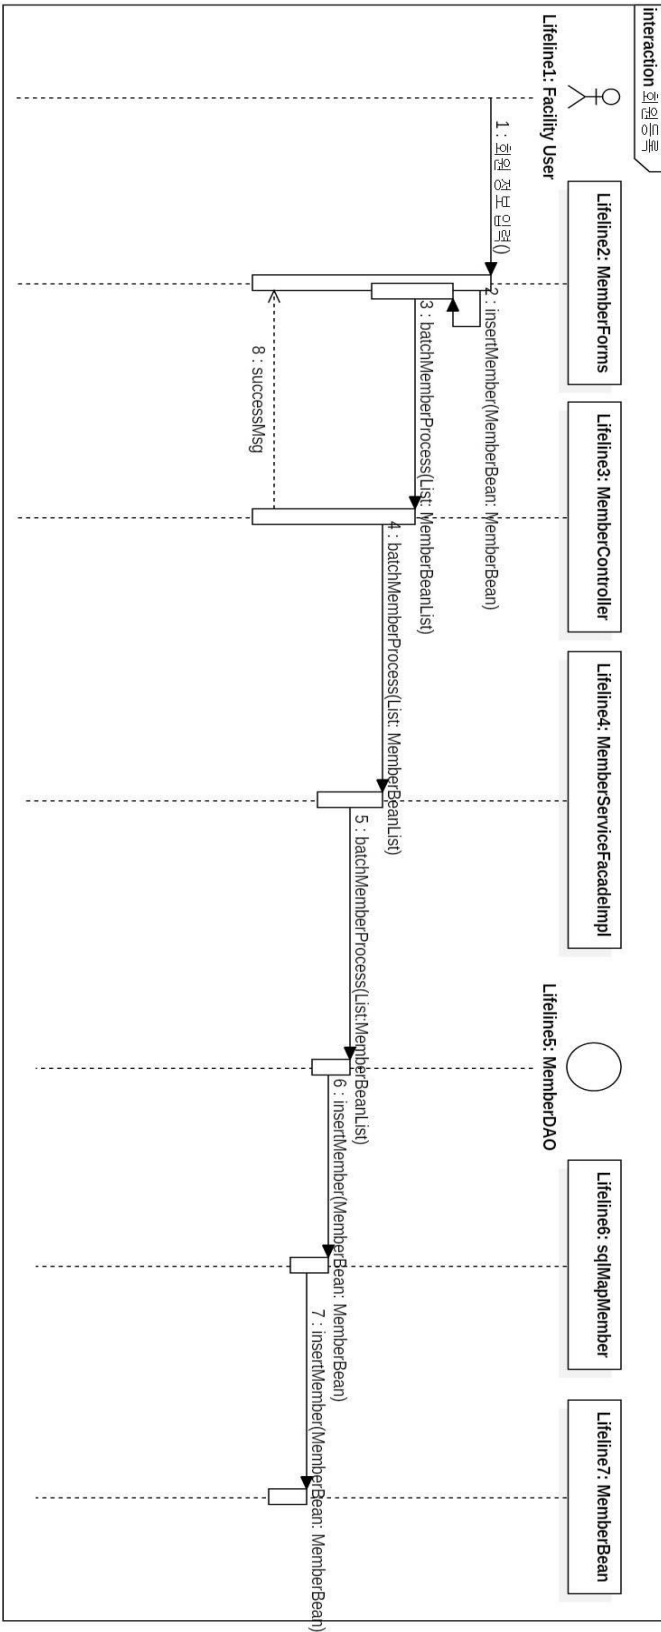 interaction 회원등록
Lifeline1: Facility User
Lifeline2: MemberForms
Lifeline3: MemberController
Lifeline4: MemberServiceFacadeImpl
Lifeline5: MemberDAO
Lifeline6: sqlMapMember
Lifeline7: MemberBean
1 : 회원 정보 입력()
2 : insertMember(MemberBean: MemberBean)
3 : batchMemberProcess(List: MemberBeanList)
4 : batchMemberProcess(List: MemberBeanList)
5 : batchMemberProcess(List:MemberBeanList)
6 : insertMember(MemberBean: MemberBean)
7 : insertMember(MemberBean: MemberBean)
8 : successMsg